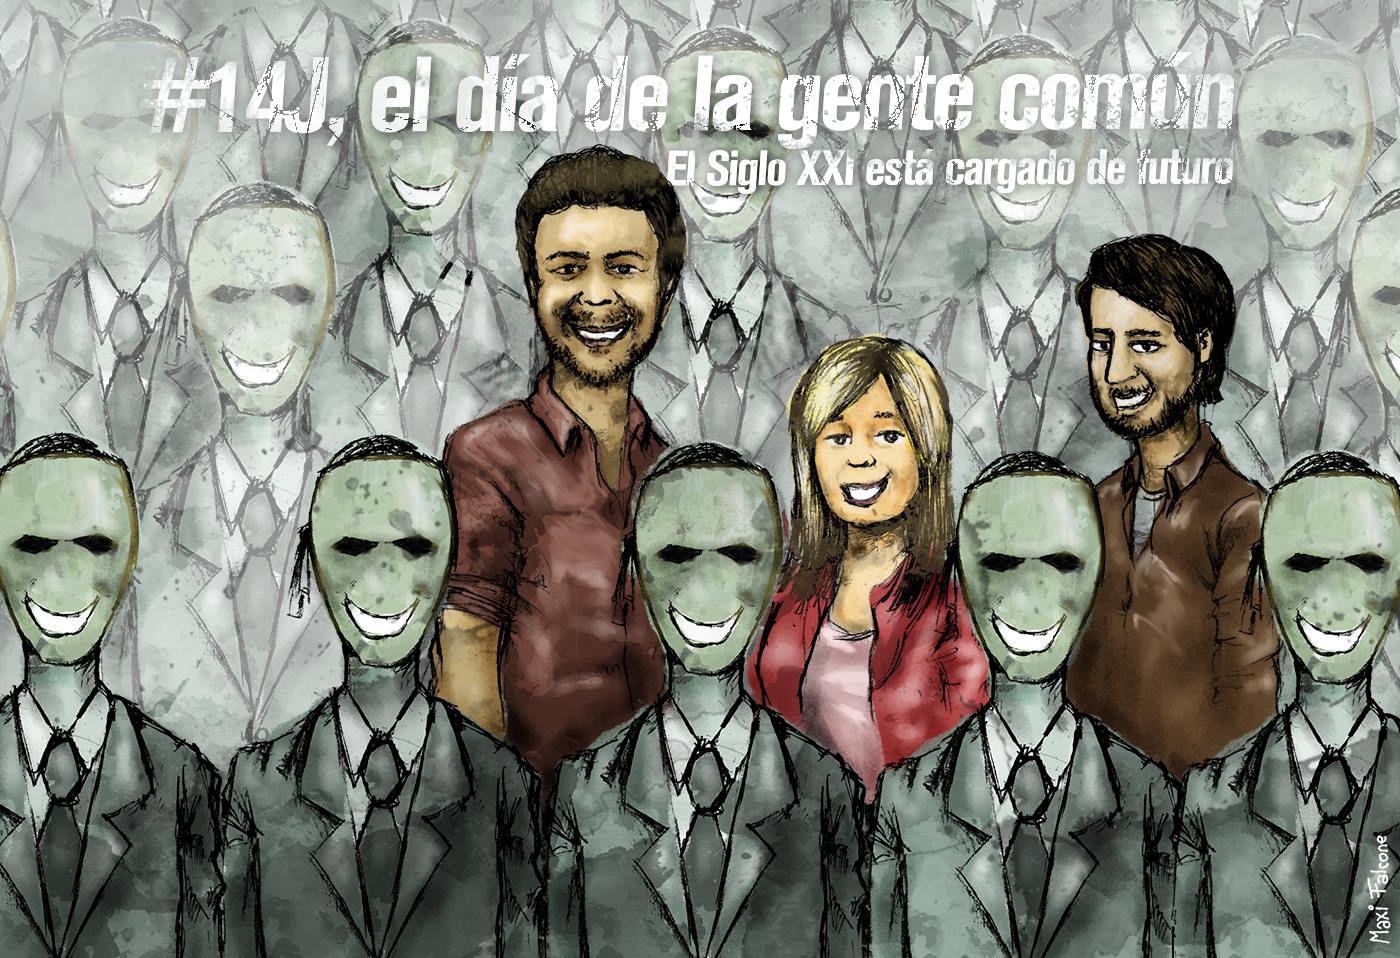 #14J, el día de la gente común
El Siglo XXI está cargado de futuro
Maxi Falcone